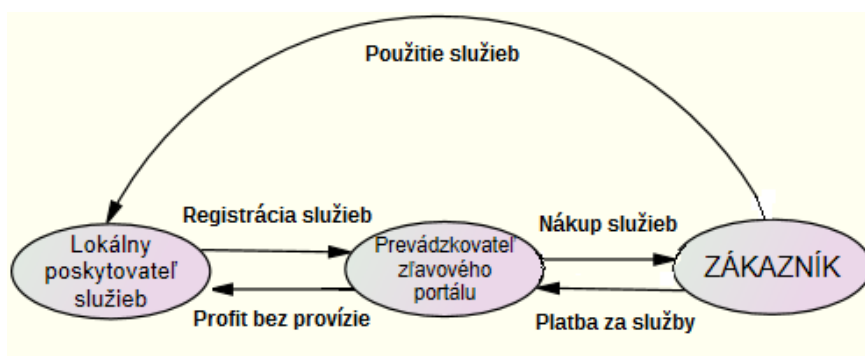 Použitie služieb
Registrácia služieb
Nákup služieb
Lokálny
poskytovateľ
služieb
Prevádzkovateľ
zľavového
portálu
ZÁKAZNÍK
Profit bez provízie
Platba za služby